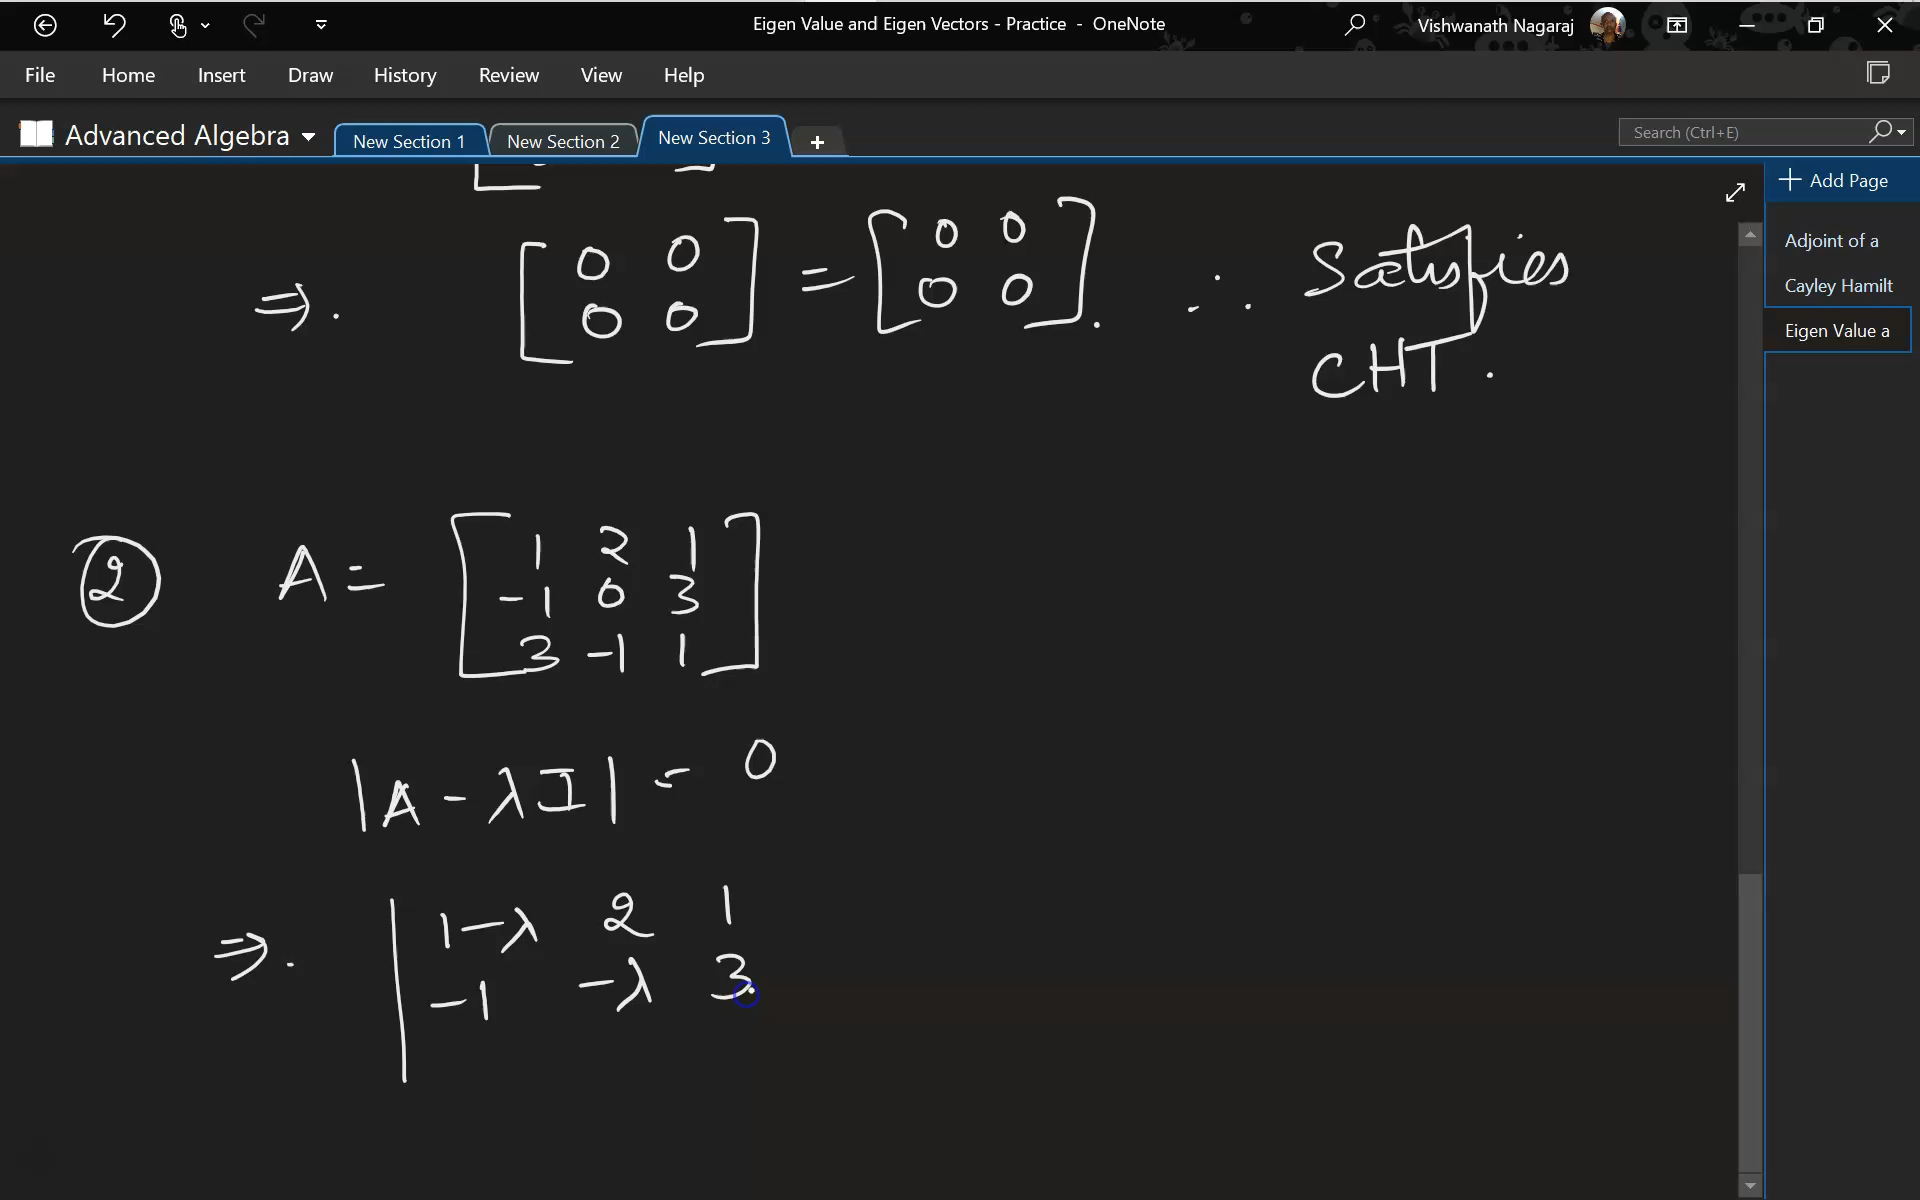 Eigen Value and Eigen Vectors - Practice - OneNote
Vishwanath Nagaraj
File Home Insert Draw History Review View Help
Advanced Algebra
New Section 1 New Section 2 New Section 3 +
Search (Ctrl+E)
+ Add Page
Adjoint of a
Cayley Hamilt
Eigen Value a
⇒. [0 0 = [0 0 ∴ Satisfies
0 0] 0 0].
CHT.
② A = [1 2 1
-1 0 3
3 -1 1]
|A - λI| = 0
⇒. | 1-λ 2 1
-1 -λ 3